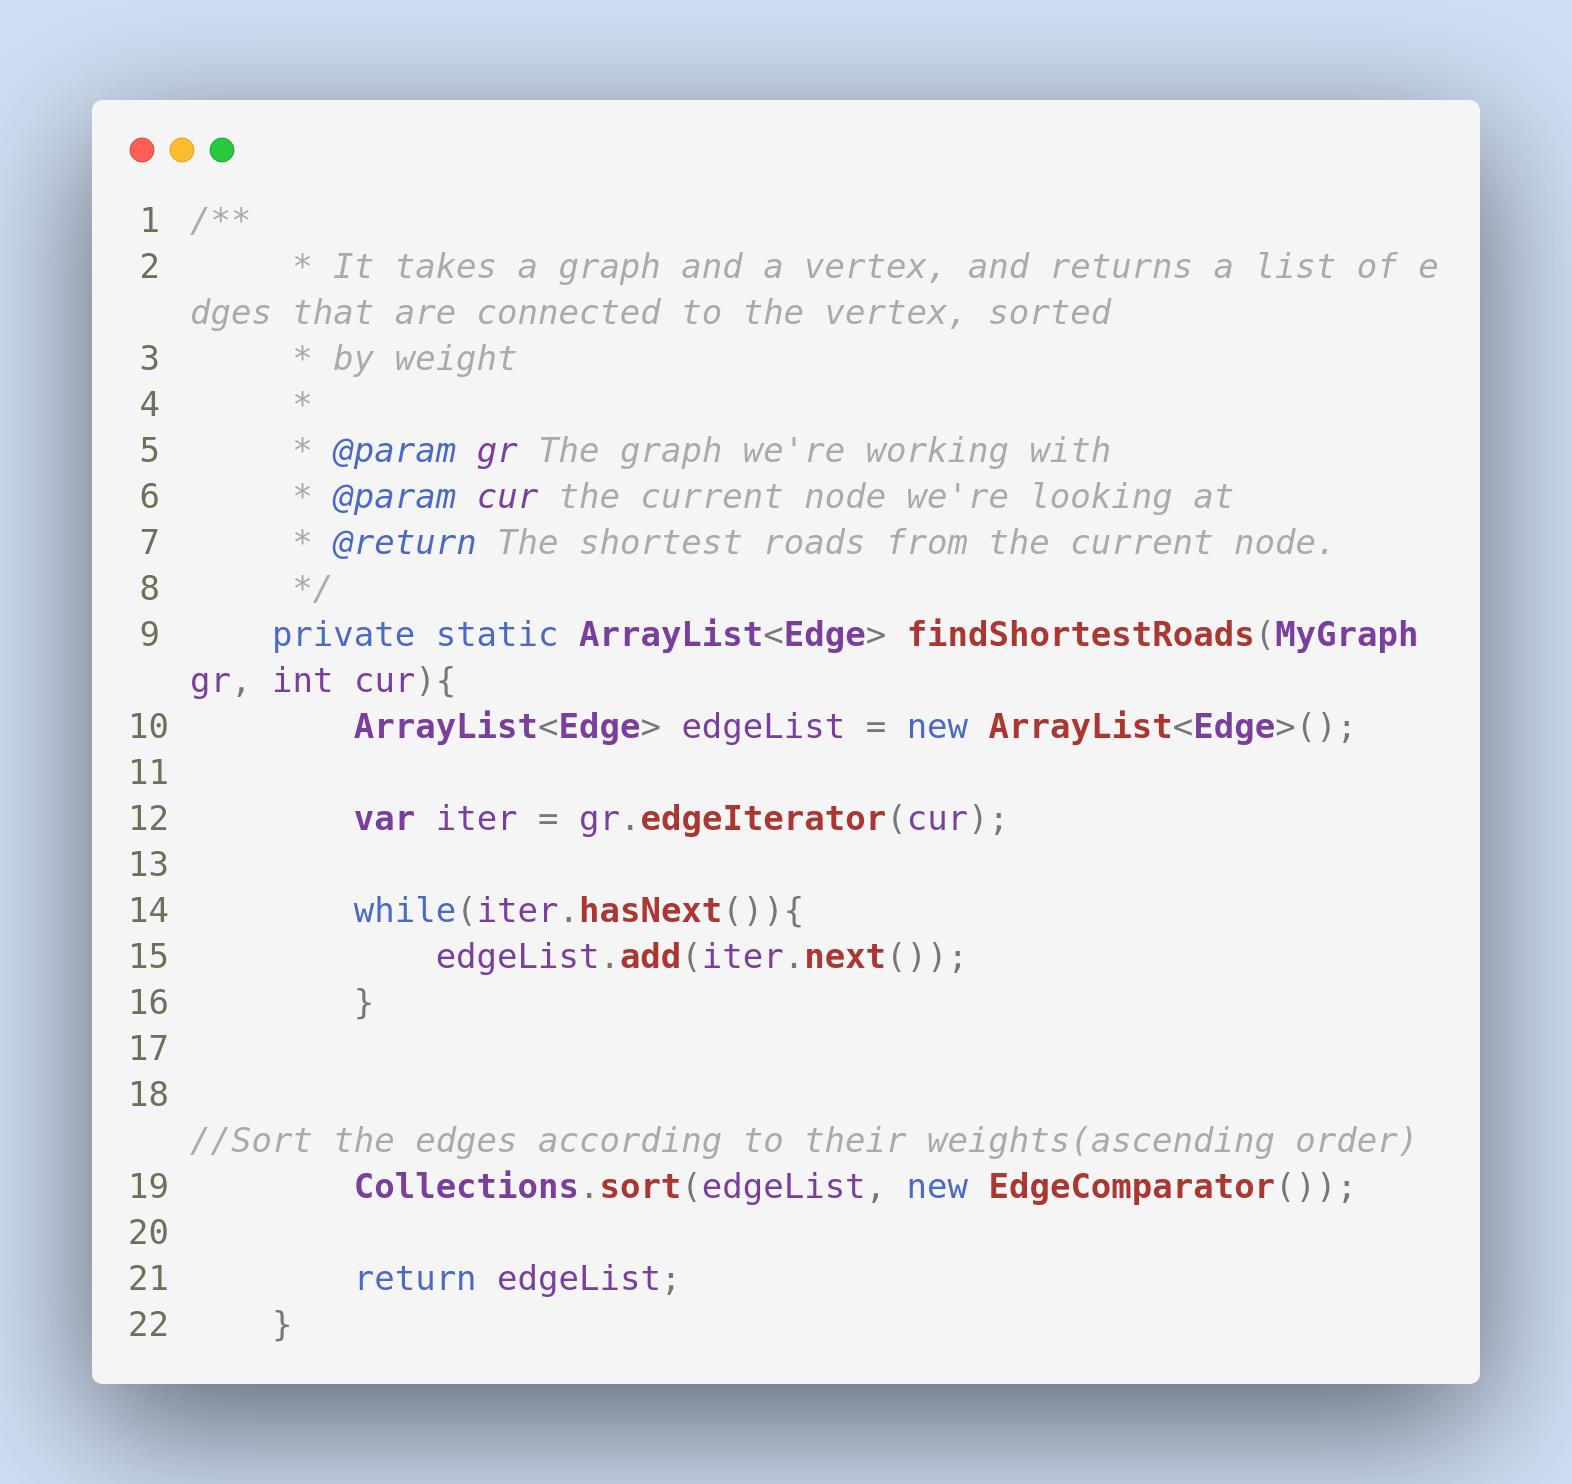 1 /**
2      * It takes a graph and a vertex, and returns a list of e
dges that are connected to the vertex, sorted
3      * by weight
4      *
5      * @param gr The graph we're working with
6      * @param cur the current node we're looking at
7      * @return The shortest roads from the current node.
8      */
9     private static ArrayList<Edge> findShortestRoads(MyGraph
gr, int cur){
10         ArrayList<Edge> edgeList = new ArrayList<Edge>();
11
12         var iter = gr.edgeIterator(cur);
13
14         while(iter.hasNext()){
15             edgeList.add(iter.next());
16         }
17
18
//Sort the edges according to their weights(ascending order)
19         Collections.sort(edgeList, new EdgeComparator());
20
21         return edgeList;
22     }